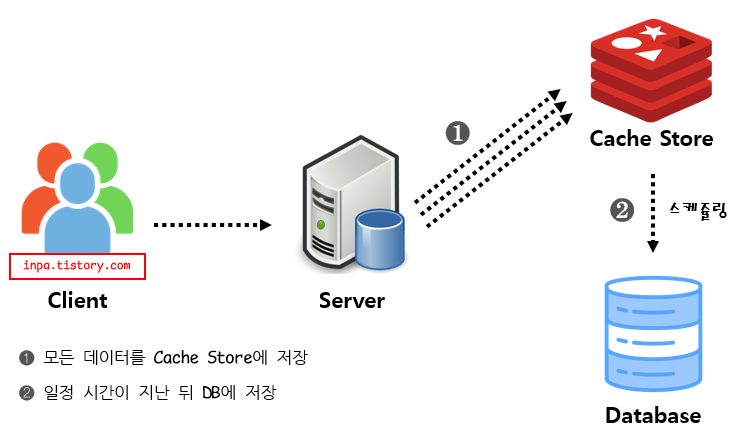 ❶
Cache Store
❷ 스케쥴링
inpa.tistory.com
Client
Server
❶ 모든 데이터를 Cache Store에 저장
❷ 일정 시간이 지난 뒤 DB에 저장
Database